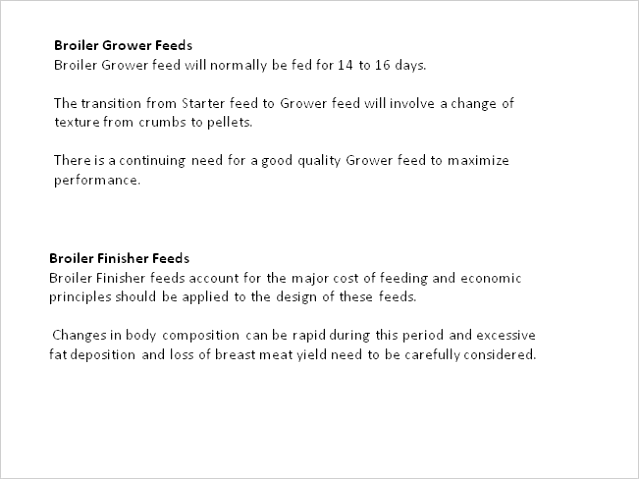 Broiler Grower Feeds
Broiler Grower feed will normally be fed for 14 to 16 days.
The transition from Starter feed to Grower feed will involve a change of
texture from crumbs to pellets.
There is a continuing need for a good quality Grower feed to maximize
performance.
Broiler Finisher Feeds
Broiler Finisher feeds account for the major cost of feeding and economic
principles should be applied to the design of these feeds.
Changes in body composition can be rapid during this period and excessive
fat deposition and loss of breast meat yield need to be carefully considered.